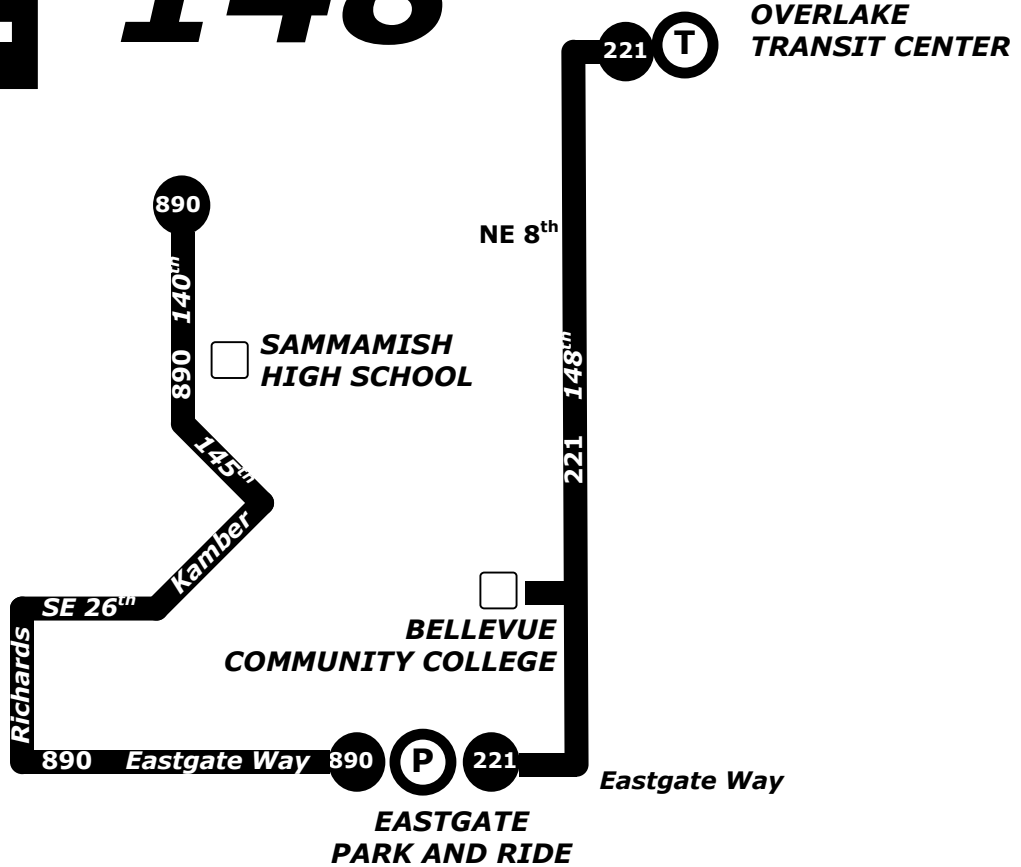 148
OVERLAKE
TRANSIT CENTER
221 T
890
NE 8th
140th
SAMMAMISH
HIGH SCHOOL
890
148th
145th
221
Kamber
SE 26th
BELLEVUE
COMMUNITY COLLEGE
Richards
890 Eastgate Way 890 P 221
Eastgate Way
EASTGATE
PARK AND RIDE